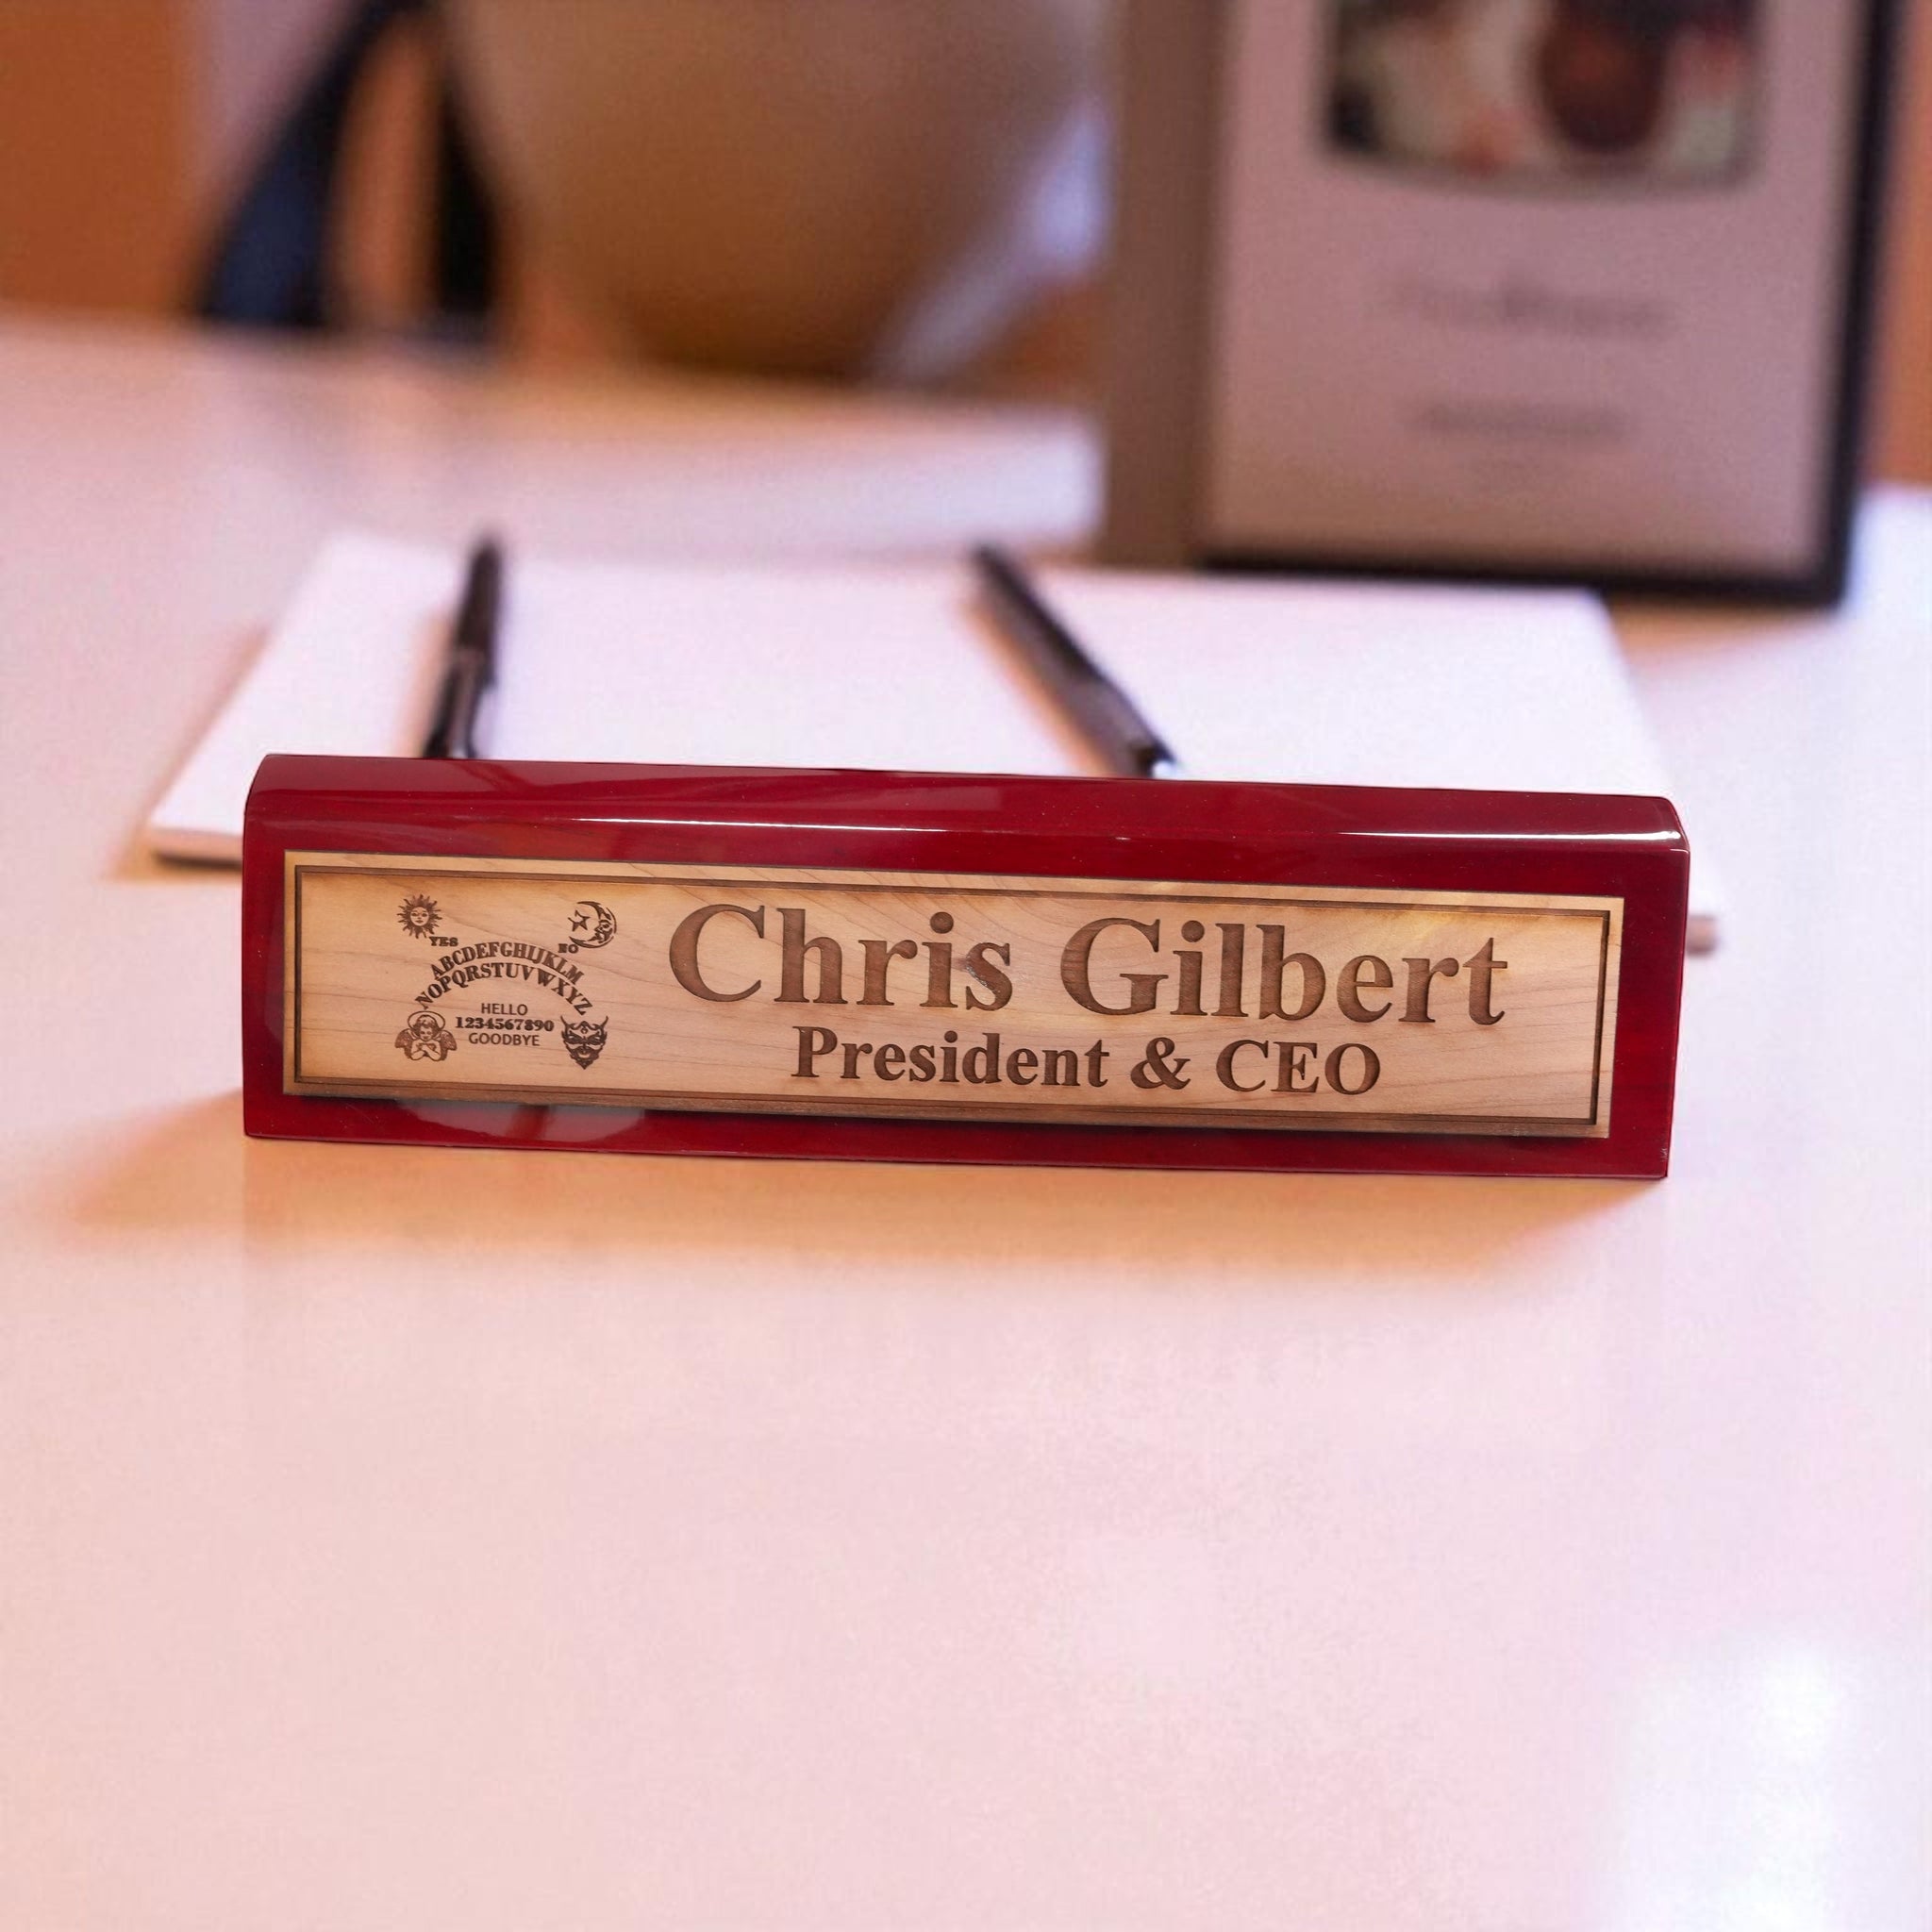 YES
NO
ABCDEFGHIJKLM
NOPQRSTUVWXYZ
HELLO
1234567890
GOODBYE
Chris Gilbert
President & CEO